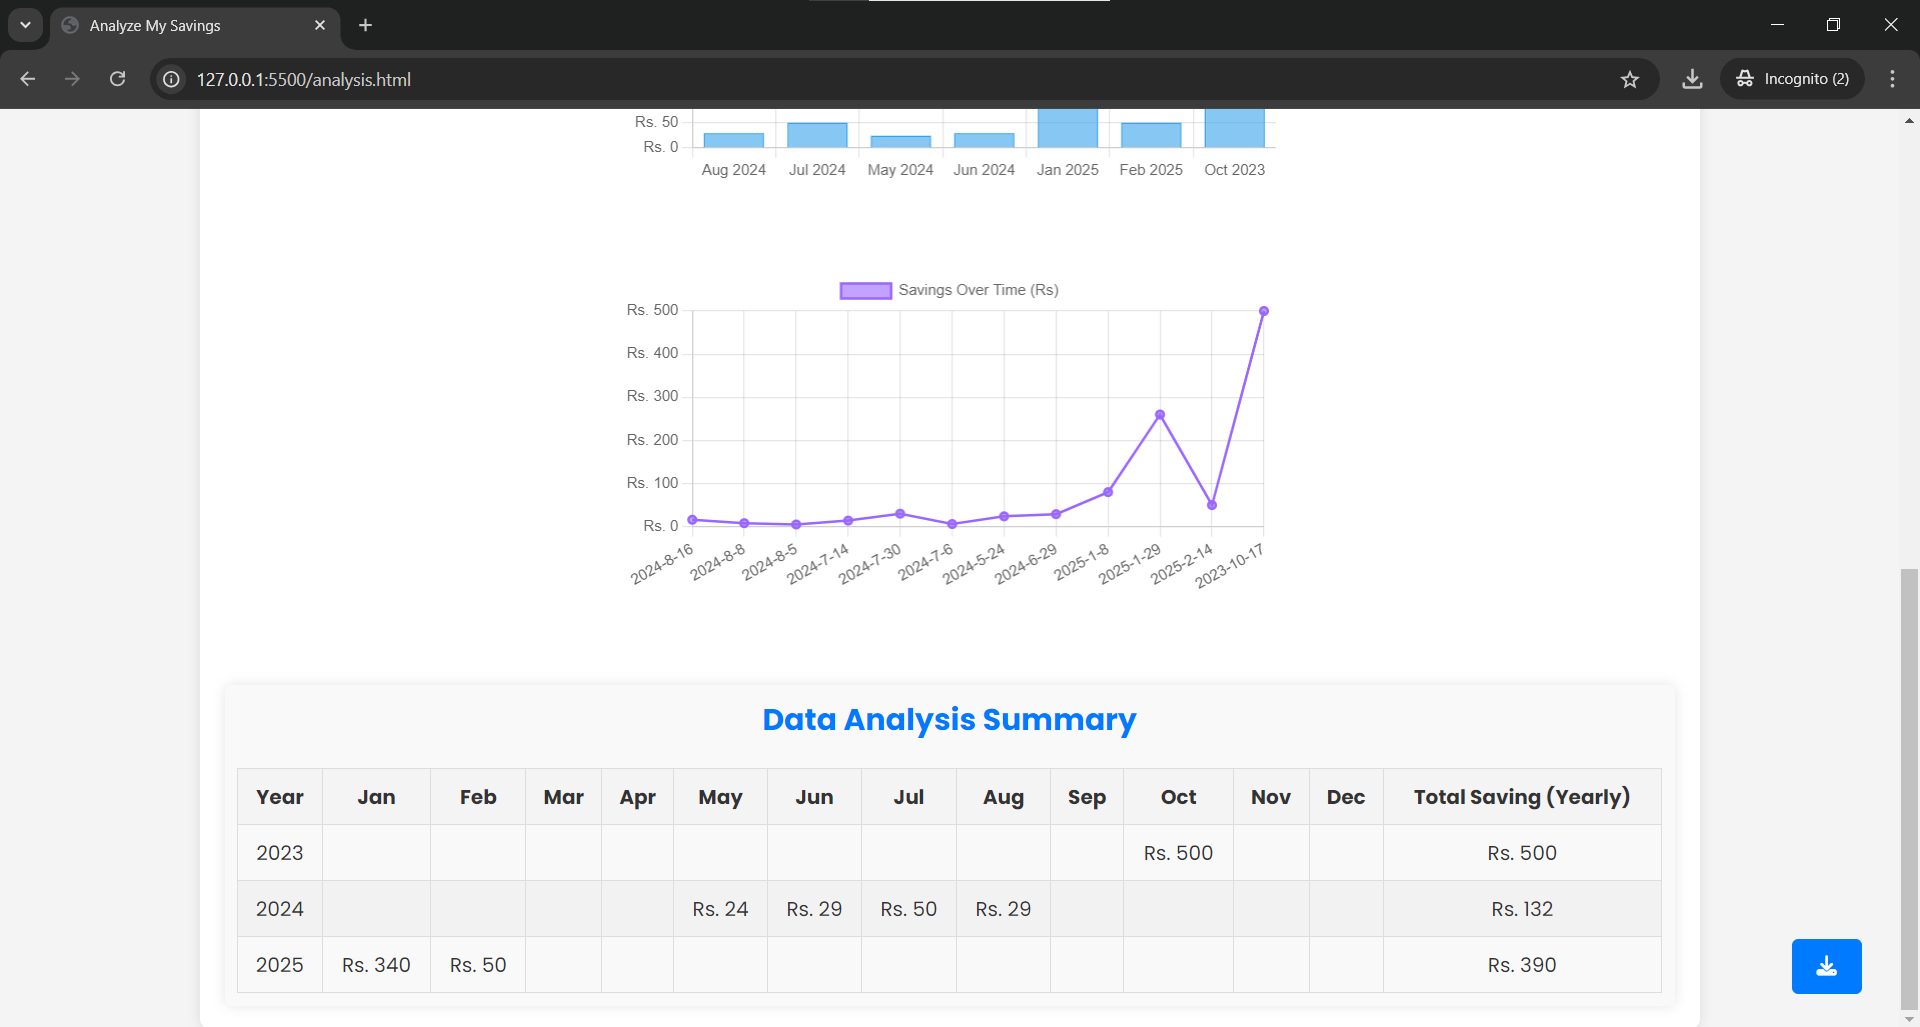 Analyze My Savings
127.0.0.1:5500/analysis.html
Incognito (2)
Rs. 50
Rs. 0
Aug 2024 Jul 2024 May 2024 Jun 2024 Jan 2025 Feb 2025 Oct 2023
Savings Over Time (Rs)
Rs. 500
Rs. 400
Rs. 300
Rs. 200
Rs. 100
Rs. 0
2024-8-16 2024-8-8 2024-8-5 2024-7-14 2024-7-30 2024-7-6 2024-5-24 2024-6-29 2025-1-8 2025-1-29 2025-2-14 2023-10-17
Data Analysis Summary
Year Jan Feb Mar Apr May Jun Jul Aug Sep Oct Nov Dec Total Saving (Yearly)
2023 Rs. 500 Rs. 500
2024 Rs. 24 Rs. 29 Rs. 50 Rs. 29 Rs. 132
2025 Rs. 340 Rs. 50 Rs. 390